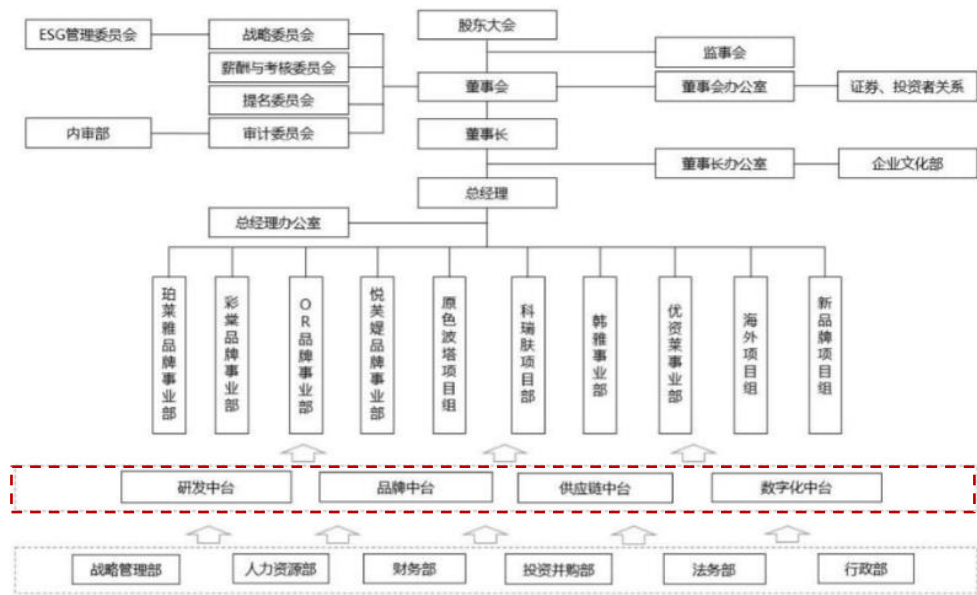 股东大会
ESG管理委员会
战略委员会
监事会
薪酬与考核委员会
董事会
董事会办公室
证券、投资者关系
提名委员会
内审部
审计委员会
董事长
董事长办公室
企业文化部
总经理
总经理办公室
珀莱雅品牌事业部
彩棠品牌事业部
OR品牌事业部
悦芙媞品牌事业部
原色波塔项目组
科瑞肤项目部
韩雅事业部
优资莱事业部
海外项目组
新品牌项目组
研发中台
品牌中台
供应链中台
数字化中台
战略管理部
人力资源部
财务部
投资并购部
法务部
行政部